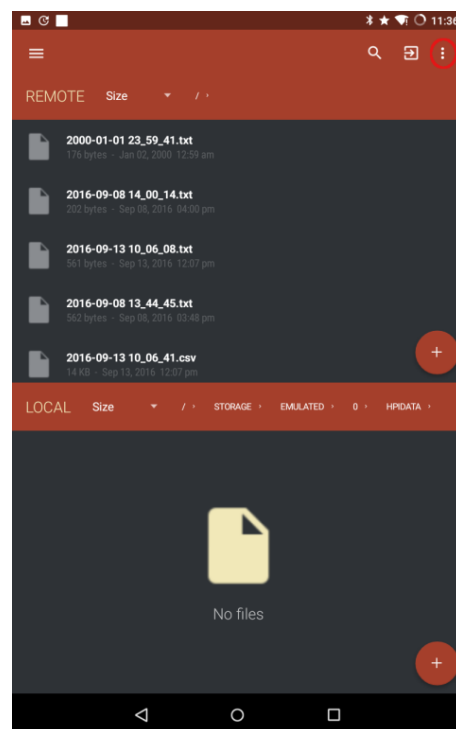 11:36
REMOTE Size /
2000-01-01 23_59_41.txt
176 bytes - Jan 02, 2000 12:59 am
2016-09-08 14_00_14.txt
202 bytes - Sep 08, 2016 04:00 pm
2016-09-13 10_06_08.txt
561 bytes - Sep 13, 2016 12:07 pm
2016-09-08 13_44_45.txt
562 bytes - Sep 08, 2016 03:48 pm
2016-09-13 10_06_41.csv
14 KB - Sep 13, 2016 12:07 pm
LOCAL Size / STORAGE EMULATED 0 HPIDATA
No files